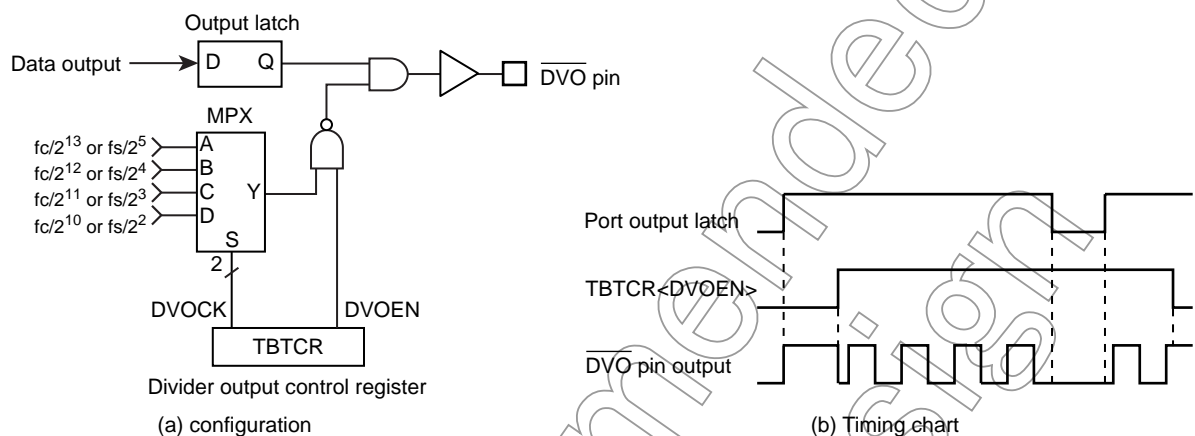 Output latch
Data output
D Q
DVO pin
MPX
fc/2^13 or fs/2^5
A
fc/2^12 or fs/2^4
B
fc/2^11 or fs/2^3
C
Y
fc/2^10 or fs/2^2
D
S
2
DVOCK
DVOEN
TBTCR
Divider output control register
(a) configuration
Port output latch
TBTCR<DVOEN>
DVO pin output
(b) Timing chart